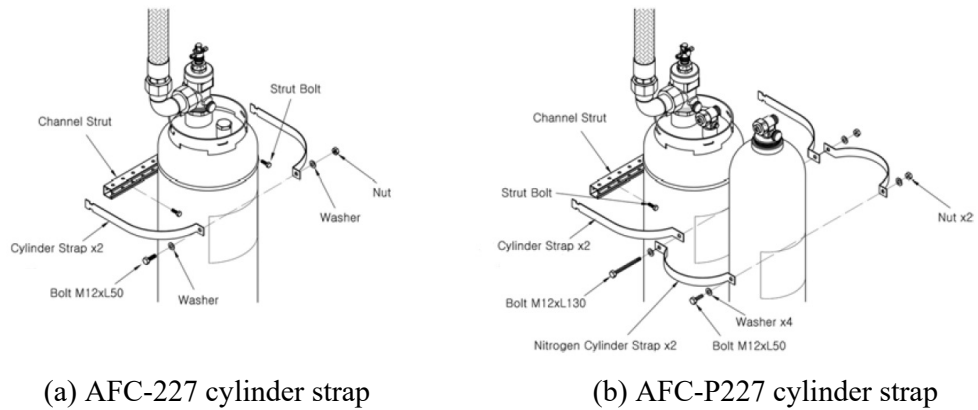 Strut Bolt
Channel Strut
Nut
Washer
Cylinder Strap x2
Bolt M12xL50
Washer
Channel Strut
Strut Bolt
Cylinder Strap x2
Nut x2
Bolt M12xL130
Washer x4
Nitrogen Cylinder Strap x2
Bolt M12xL50
(a) AFC-227 cylinder strap
(b) AFC-P227 cylinder strap